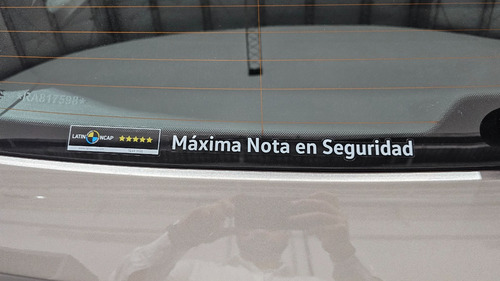 LATIN NCAP
Máxima Nota en Seguridad